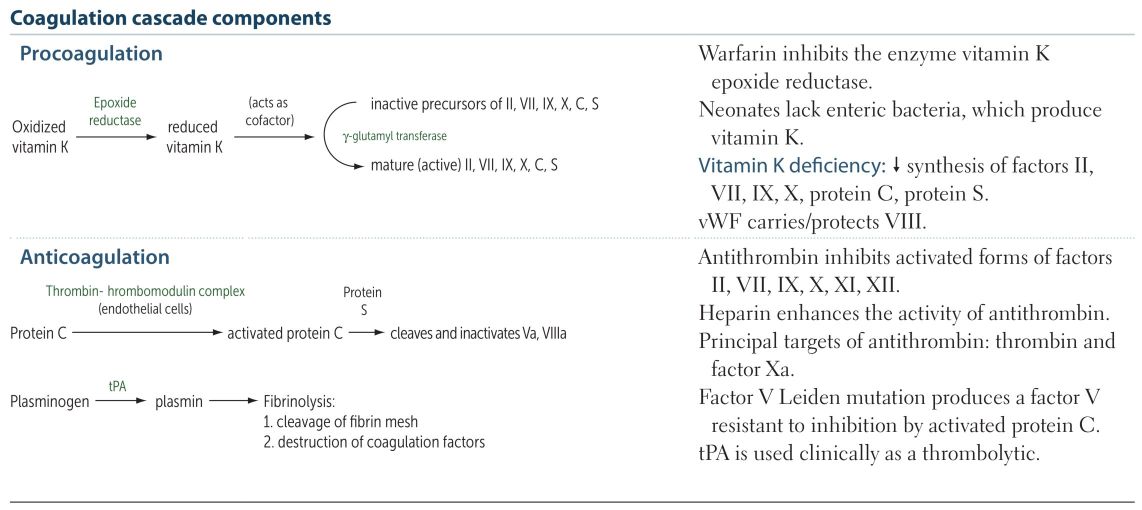 Coagulation cascade components
Procoagulation
Epoxide
reductase
(acts as
cofactor)
Oxidized
vitamin K
reduced
vitamin K
inactive precursors of II, VII, IX, X, C, S
γ-glutamyl transferase
mature (active) II, VII, IX, X, C, S
Warfarin inhibits the enzyme vitamin K
epoxide reductase.
Neonates lack enteric bacteria, which produce
vitamin K.
Vitamin K deficiency: ↓ synthesis of factors II,
VII, IX, X, protein C, protein S.
vWF carries/protects VIII.
Anticoagulation
Thrombin- hrombomodulin complex
(endothelial cells)
Protein
S
Protein C
activated protein C
cleaves and inactivates Va, VIIIa
tPA
Plasminogen
plasmin
Fibrinolysis:
1. cleavage of fibrin mesh
2. destruction of coagulation factors
Antithrombin inhibits activated forms of factors
II, VII, IX, X, XI, XII.
Heparin enhances the activity of antithrombin.
Principal targets of antithrombin: thrombin and
factor Xa.
Factor V Leiden mutation produces a factor V
resistant to inhibition by activated protein C.
tPA is used clinically as a thrombolytic.